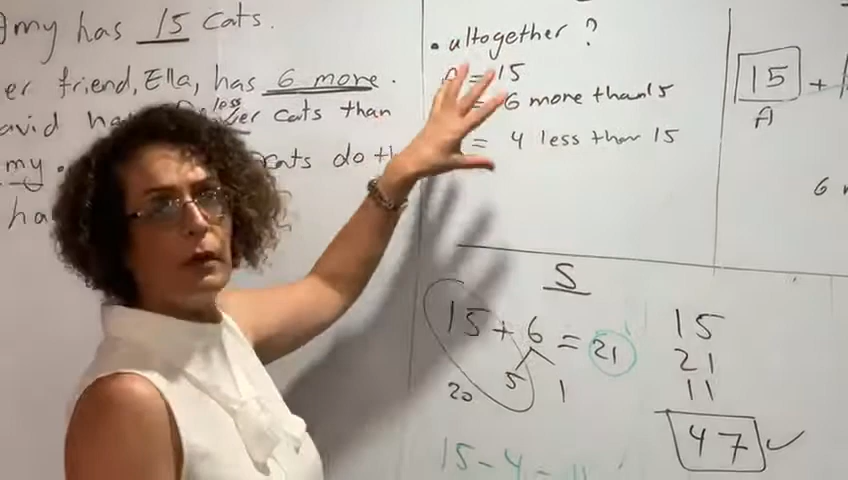 my has 15 cats.
er friend, Ella, has 6 more.
avid less cats than
my. cats do
ha
• altogether ?
= 15
= 6 more than 15
= 4 less than 15
15 +
A
6
S
15 + 6 = 21
20 5 1
15 - 4 = 11
15
21
11
47